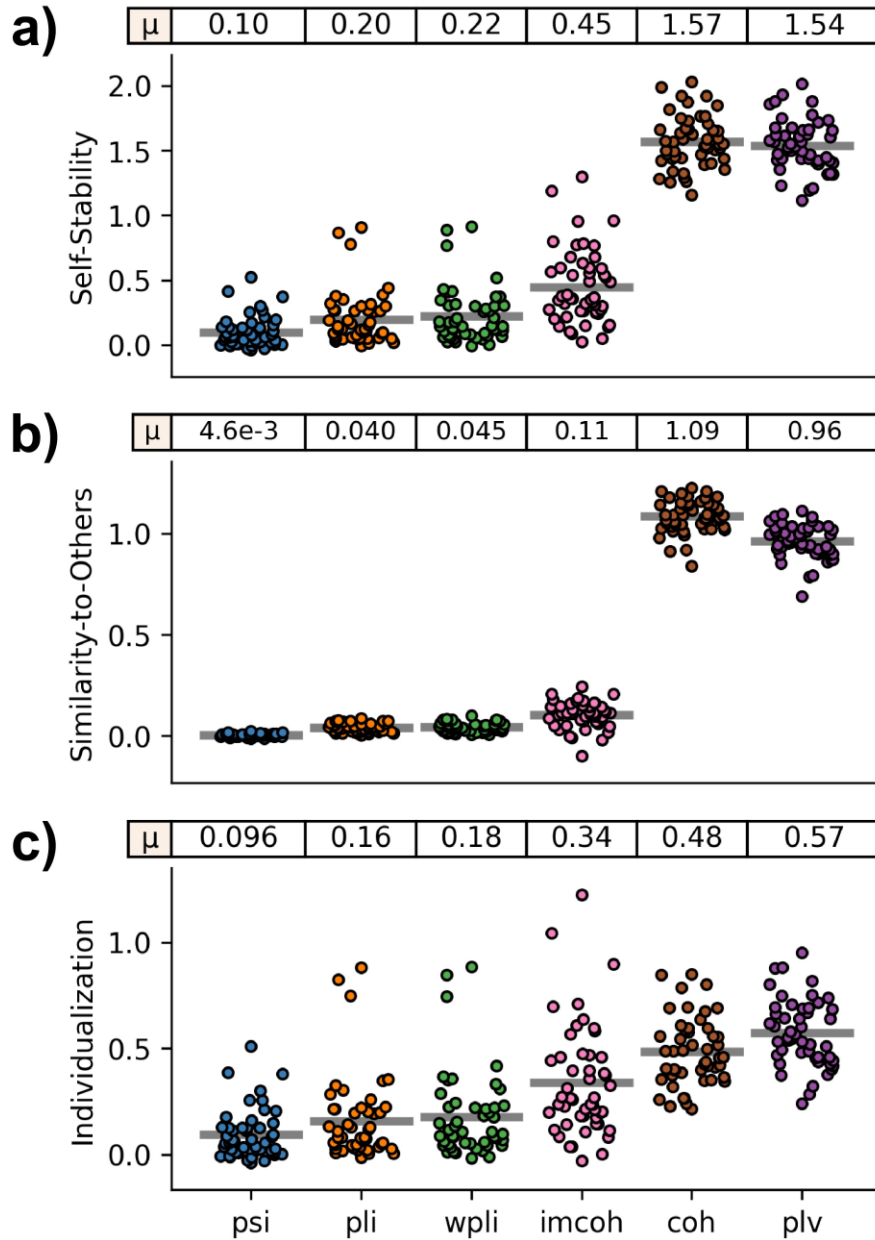 a)
μ 0.10 0.20 0.22 0.45 1.57 1.54
2.0
1.5
1.0
0.5
0.0
Self-Stability
b)
μ 4.6e-3 0.040 0.045 0.11 1.09 0.96
1.0
0.5
0.0
Similarity-to-Others
c)
μ 0.096 0.16 0.18 0.34 0.48 0.57
1.0
0.5
0.0
Individualization
psi pli wpli imcoh coh plv